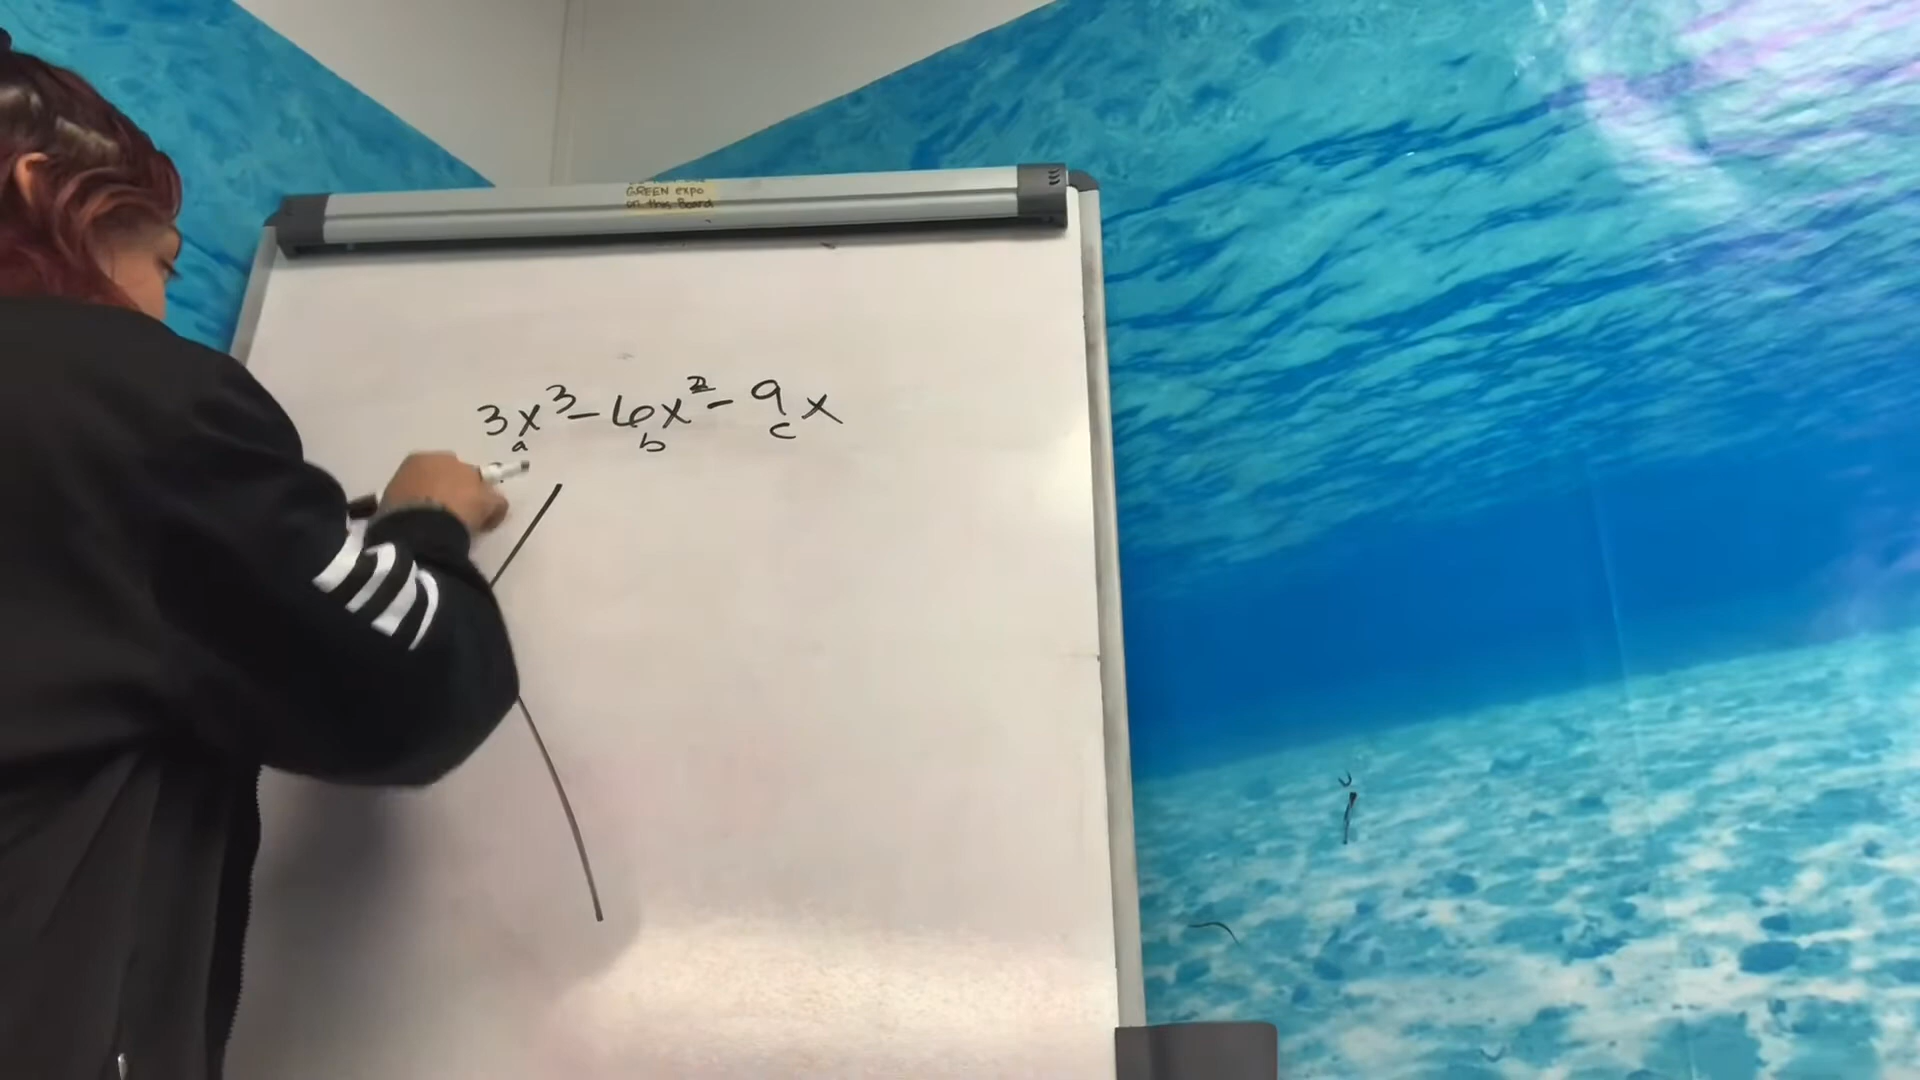 GREEN expo
on this Board
3x³ - 6x² - 9x
a b c